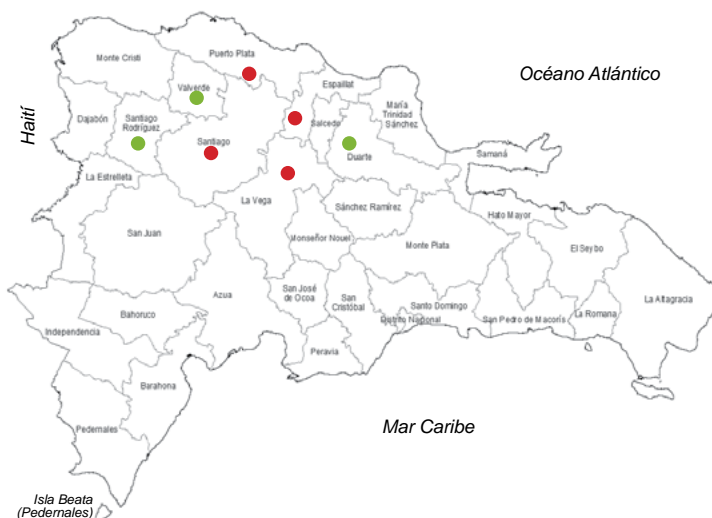 Puerto Plata
Monte Cristi
Océano Atlántico
Espaillat
Valverde
María
Trinidad
Sánchez
Haití
Dajabón
Santiago
Rodríguez
Salcedo
Santiago
Duarte
Samaná
La Estrelleta
La Vega
Sánchez Ramírez
Hato Mayor
San Juan
Monseñor Nouel
Monte Plata
El Seybo
Azua
San José
de Ocoa
San
Cristóbal
La Altagracia
Bahoruco
Santo Domingo
La Romana
Independencia
Distrito Nacional
San Pedro de Macorís
Peravia
Barahona
Mar Caribe
Pedernales
Isla Beata
(Pedernales)